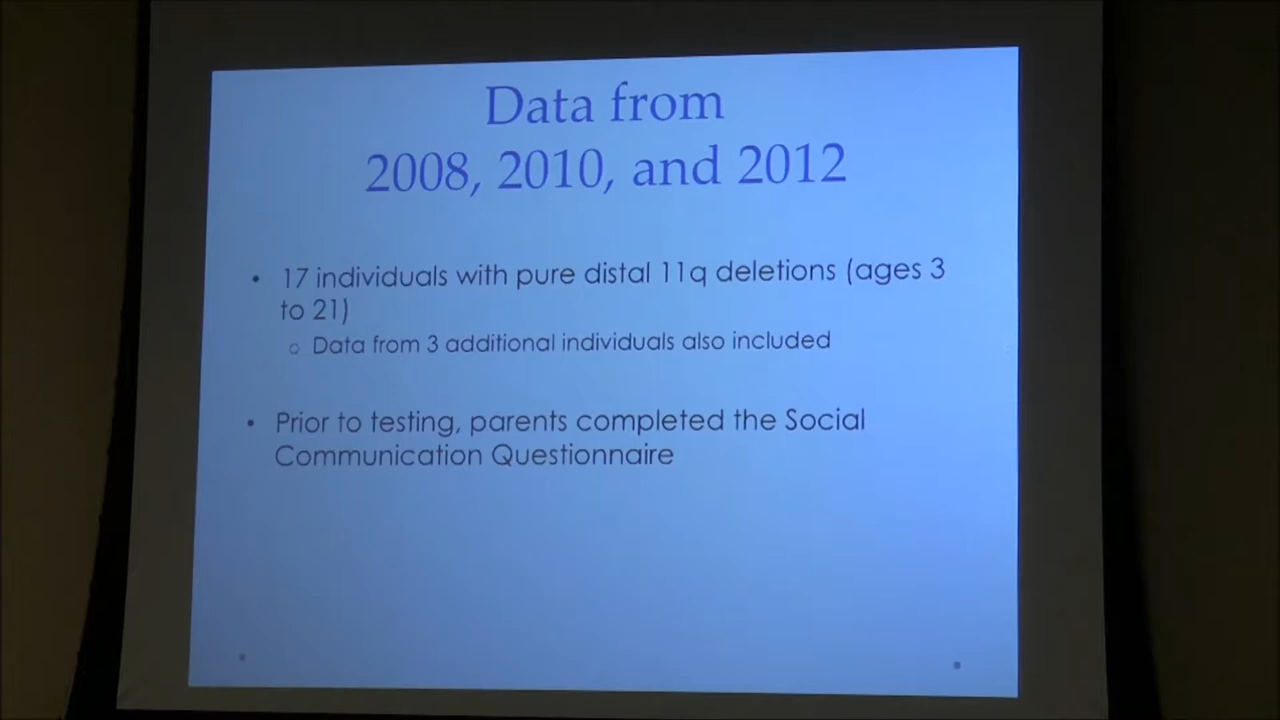 Data from
2008, 2010, and 2012
• 17 individuals with pure distal 11q deletions (ages 3
to 21)
○ Data from 3 additional individuals also included
• Prior to testing, parents completed the Social
Communication Questionnaire